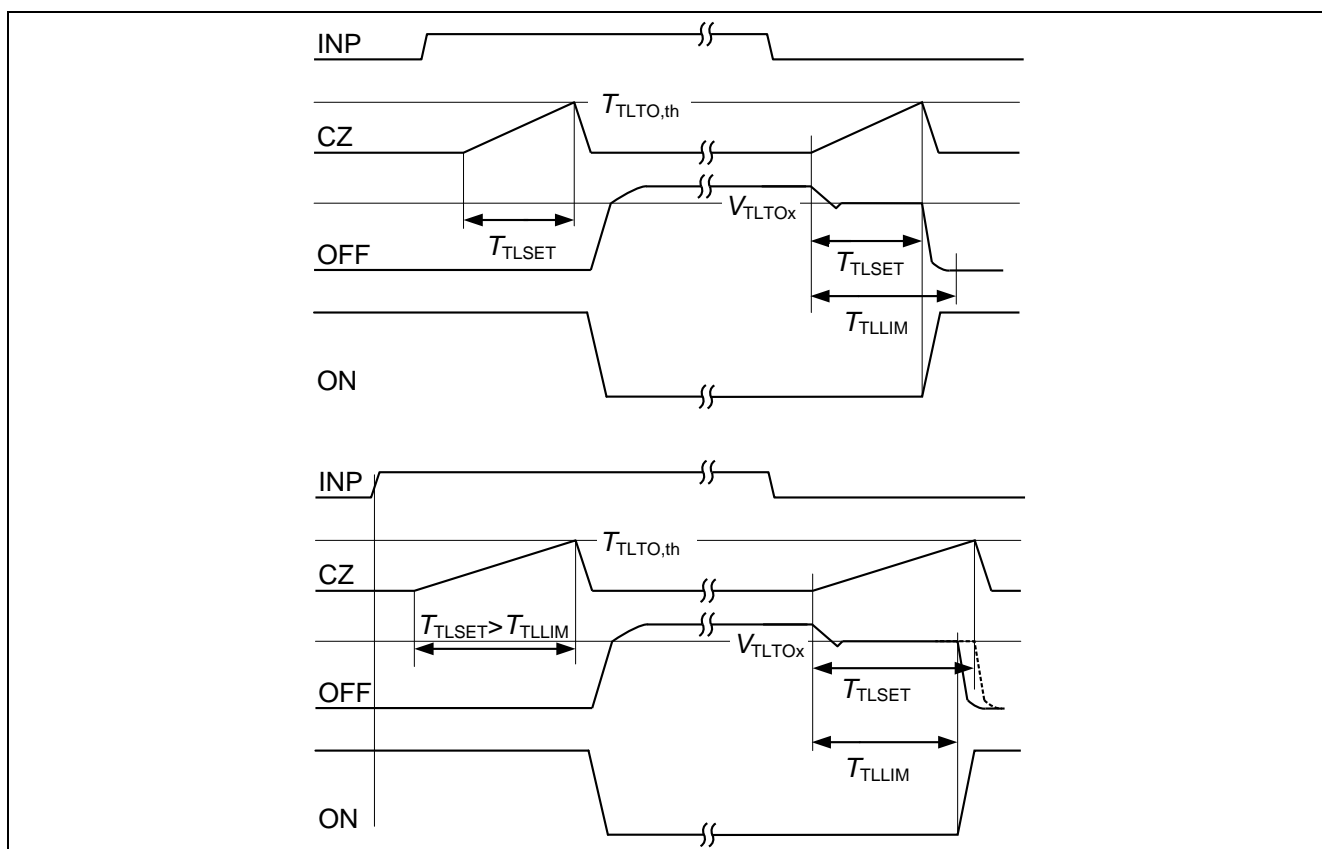 INP
T_TLTO,th
CZ
V_TLTOx
T_TLSET
OFF
T_TLSET
T_TLLIM
ON
INP
T_TLTO,th
CZ
T_TLSET > T_TLLIM
V_TLTOx
T_TLSET
OFF
T_TLLIM
ON